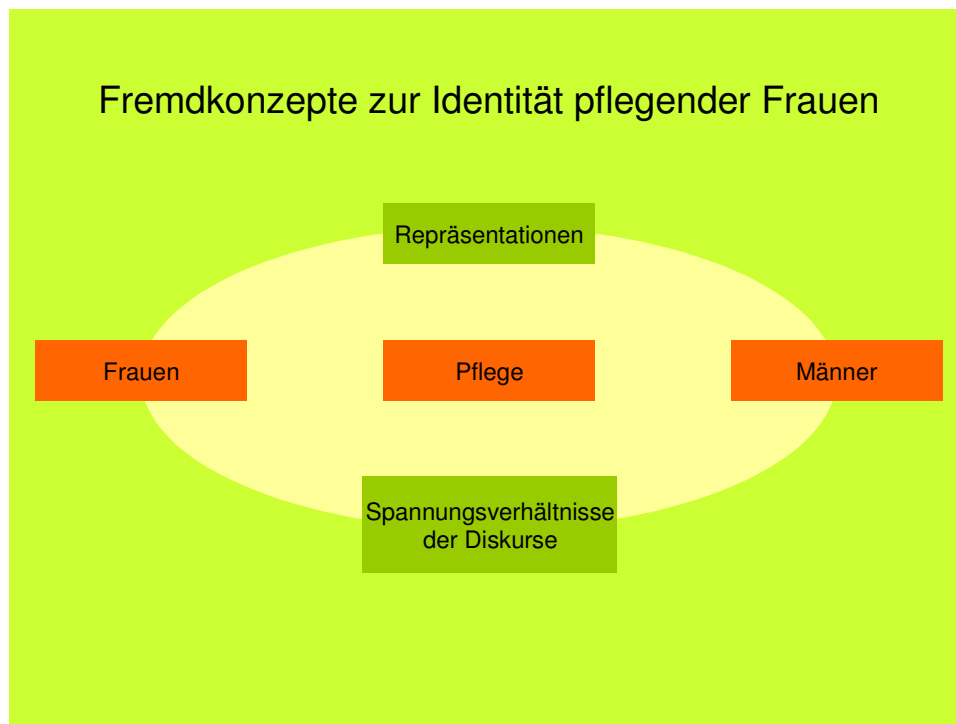 Fremdkonzepte zur Identität pflegender Frauen
Repräsentationen
Frauen
Pflege
Männer
Spannungsverhältnisse
der Diskurse